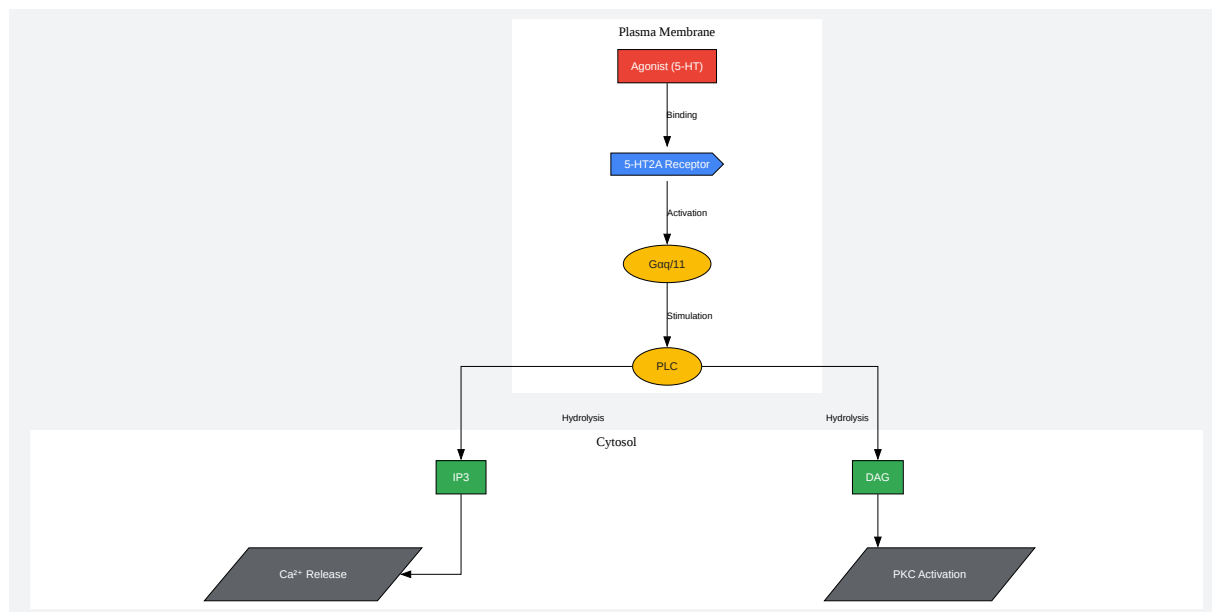 Plasma Membrane
Agonist (5-HT)
Binding
5-HT2A Receptor
Activation
Gαq/11
Stimulation
PLC
Hydrolysis
Hydrolysis
Cytosol
IP3
DAG
Ca²⁺ Release
PKC Activation